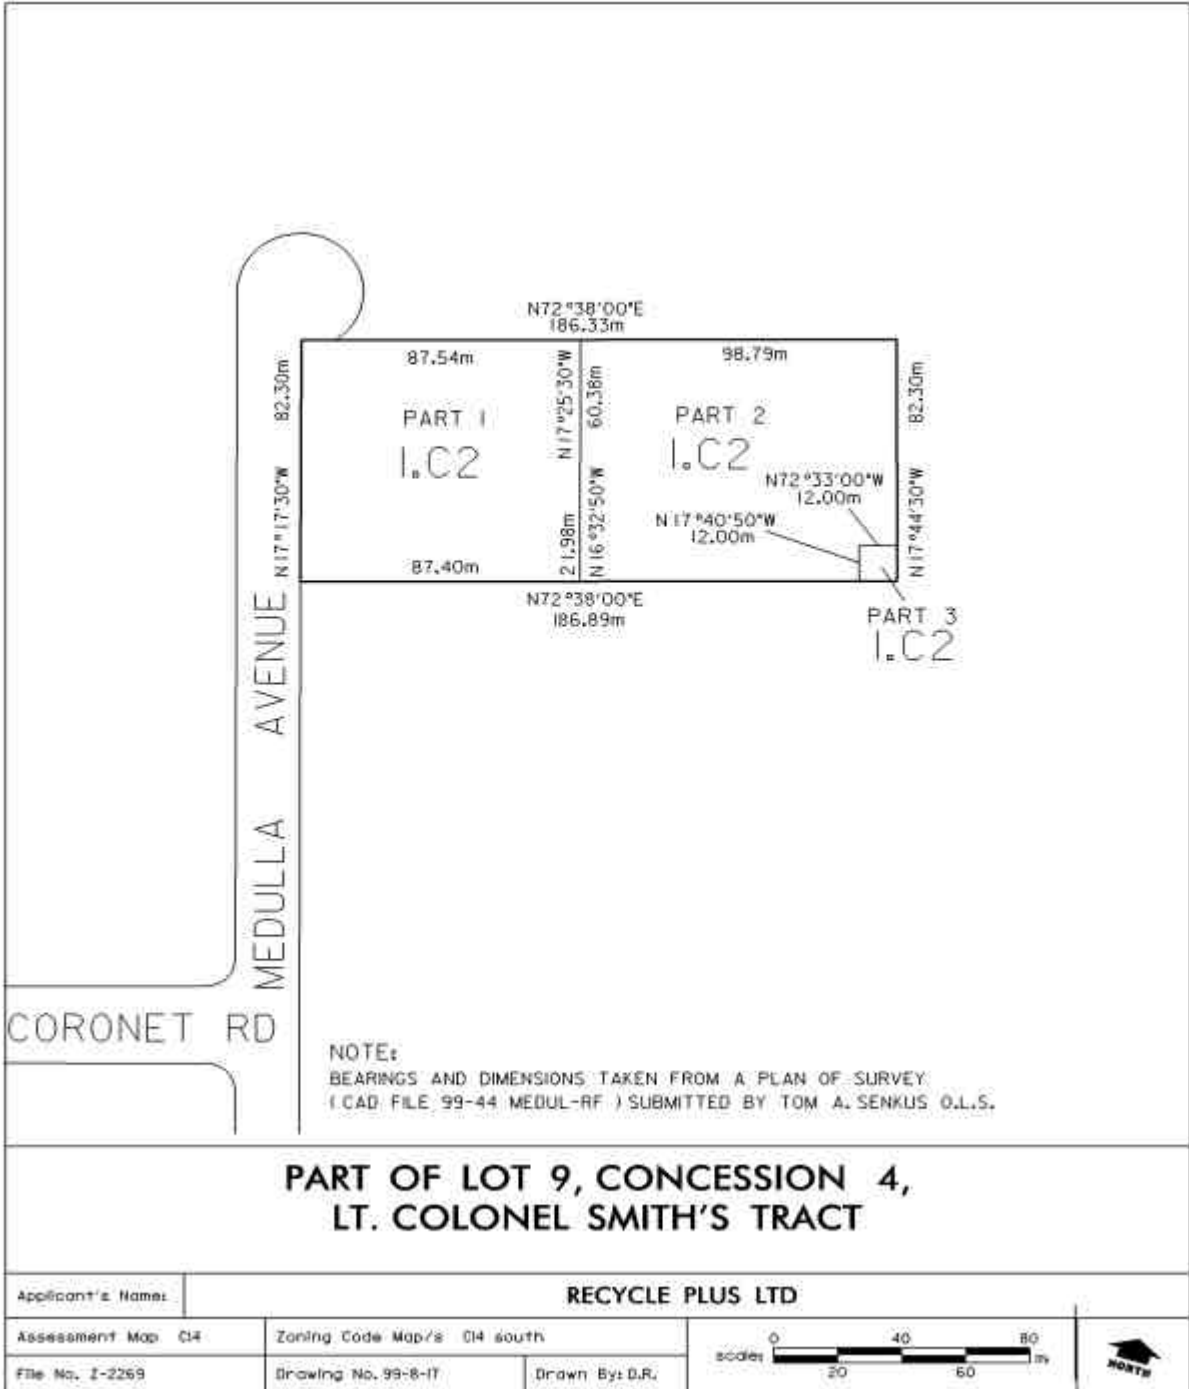 N72°38'00"E
186.33m
87.54m
98.79m
82.30m
N17°17'30"W
N17°25'30"W
60.38m
21.98m
N16°32'50"W
82.30m
N17°44'30"W
PART 1
I.C2
PART 2
I.C2
N72°33'00"W
12.00m
N17°40'50"W
12.00m
87.40m
N72°38'00"E
186.89m
PART 3
I.C2
MEDULLA AVENUE
CORONET RD
NOTE:
BEARINGS AND DIMENSIONS TAKEN FROM A PLAN OF SURVEY
( CAD FILE 99-44 MEDUL-RF ) SUBMITTED BY TOM A. SENKUS O.L.S.
PART OF LOT 9, CONCESSION 4,
LT. COLONEL SMITH'S TRACT
Applicant's Name:
RECYCLE PLUS LTD
Assessment Map C14
Zoning Code Map/s C14 south
File No. Z-2269
Drawing No. 99-8-17
Drawn By: D.R.
scale:
0 40 80
20 60
m
NORTH